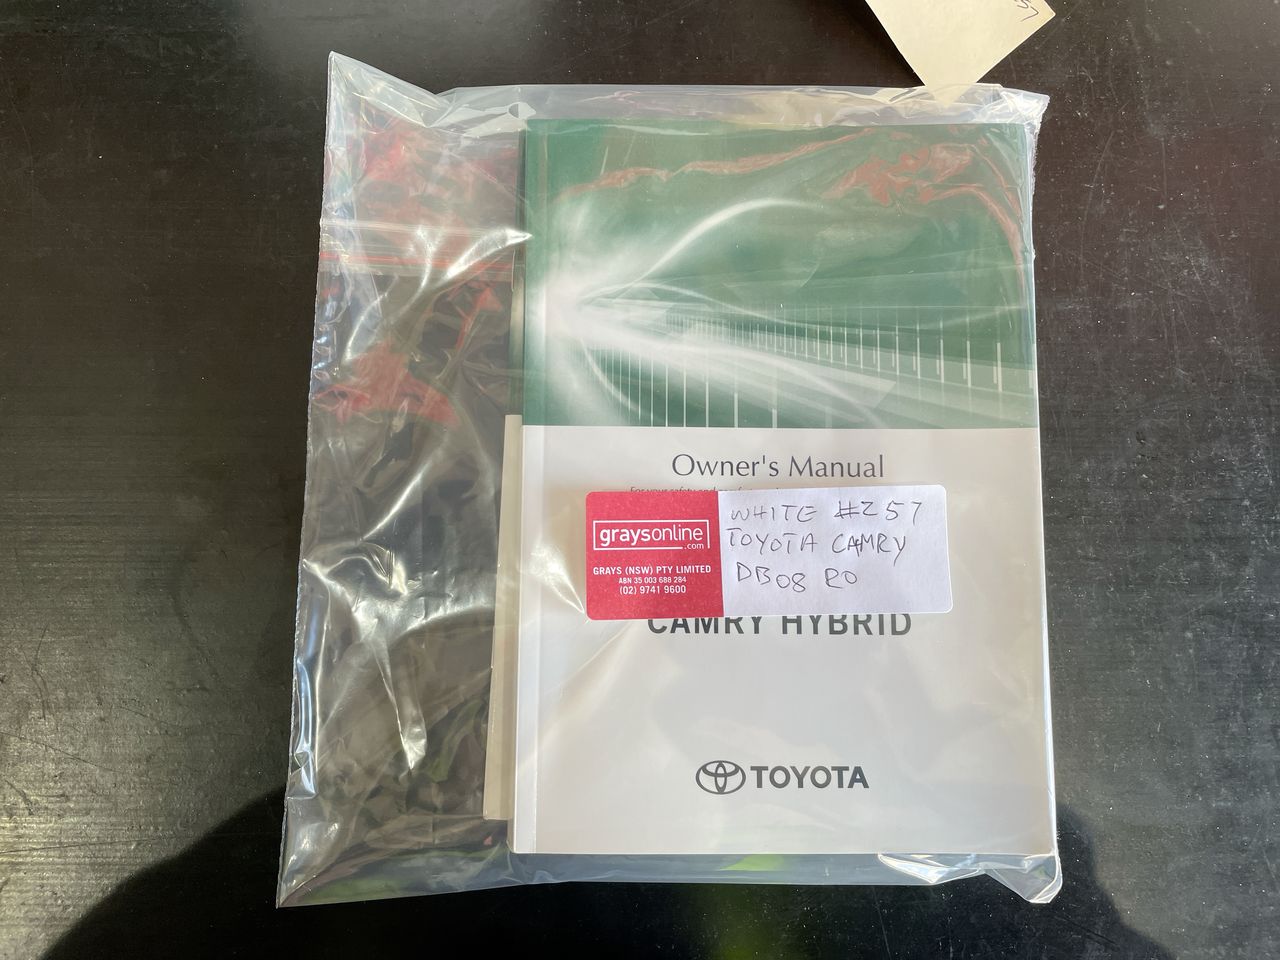 57
Owner's Manual
graysonline
.com
GRAYS (NSW) PTY LIMITED
ABN 35 003 688 284
(02) 9741 9600
WHITE #257
TOYOTA CAMRY
DB08 RO
CAMRY HYBRID
TOYOTA